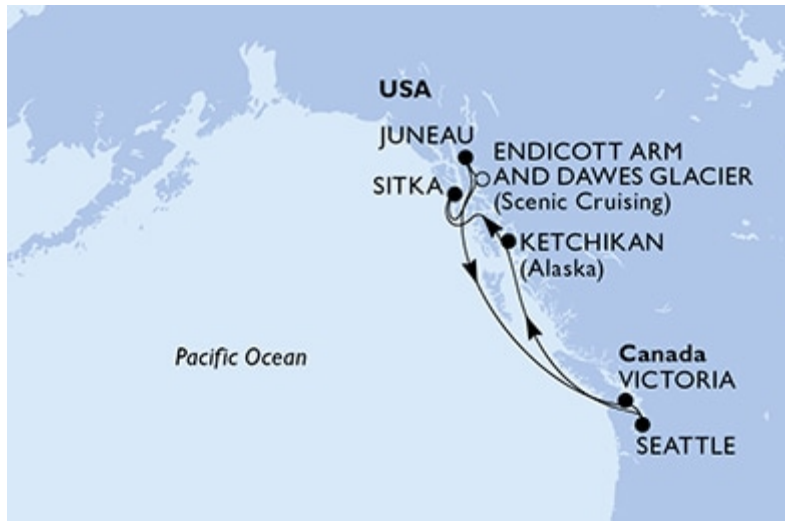 USA
JUNEAU
ENDICOTT ARM
AND DAWES GLACIER
(Scenic Cruising)
SITKA
KETCHIKAN
(Alaska)
Pacific Ocean
Canada
VICTORIA
SEATTLE